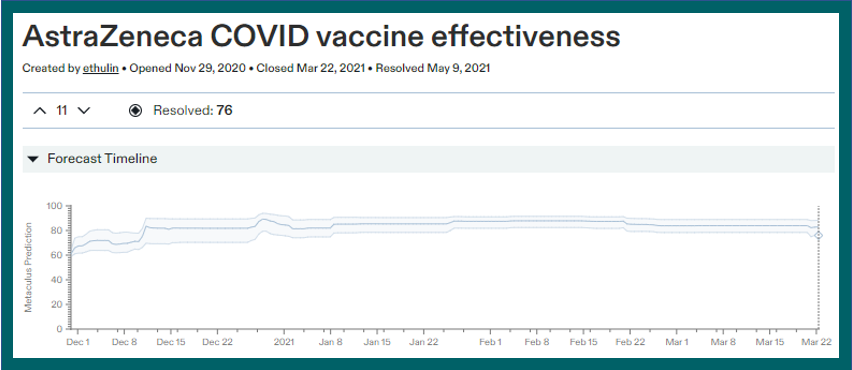 AstraZeneca COVID vaccine effectiveness
Created by ethulin • Opened Nov 29, 2020 • Closed Mar 22, 2021 • Resolved May 9, 2021
11 Resolved: 76
Forecast Timeline
Metaculus Prediction
100
80
60
40
20
0
Dec 1 Dec 8 Dec 15 Dec 22 2021 Jan 8 Jan 15 Jan 22 Feb 1 Feb 8 Feb 15 Feb 22 Mar 1 Mar 8 Mar 15 Mar 22